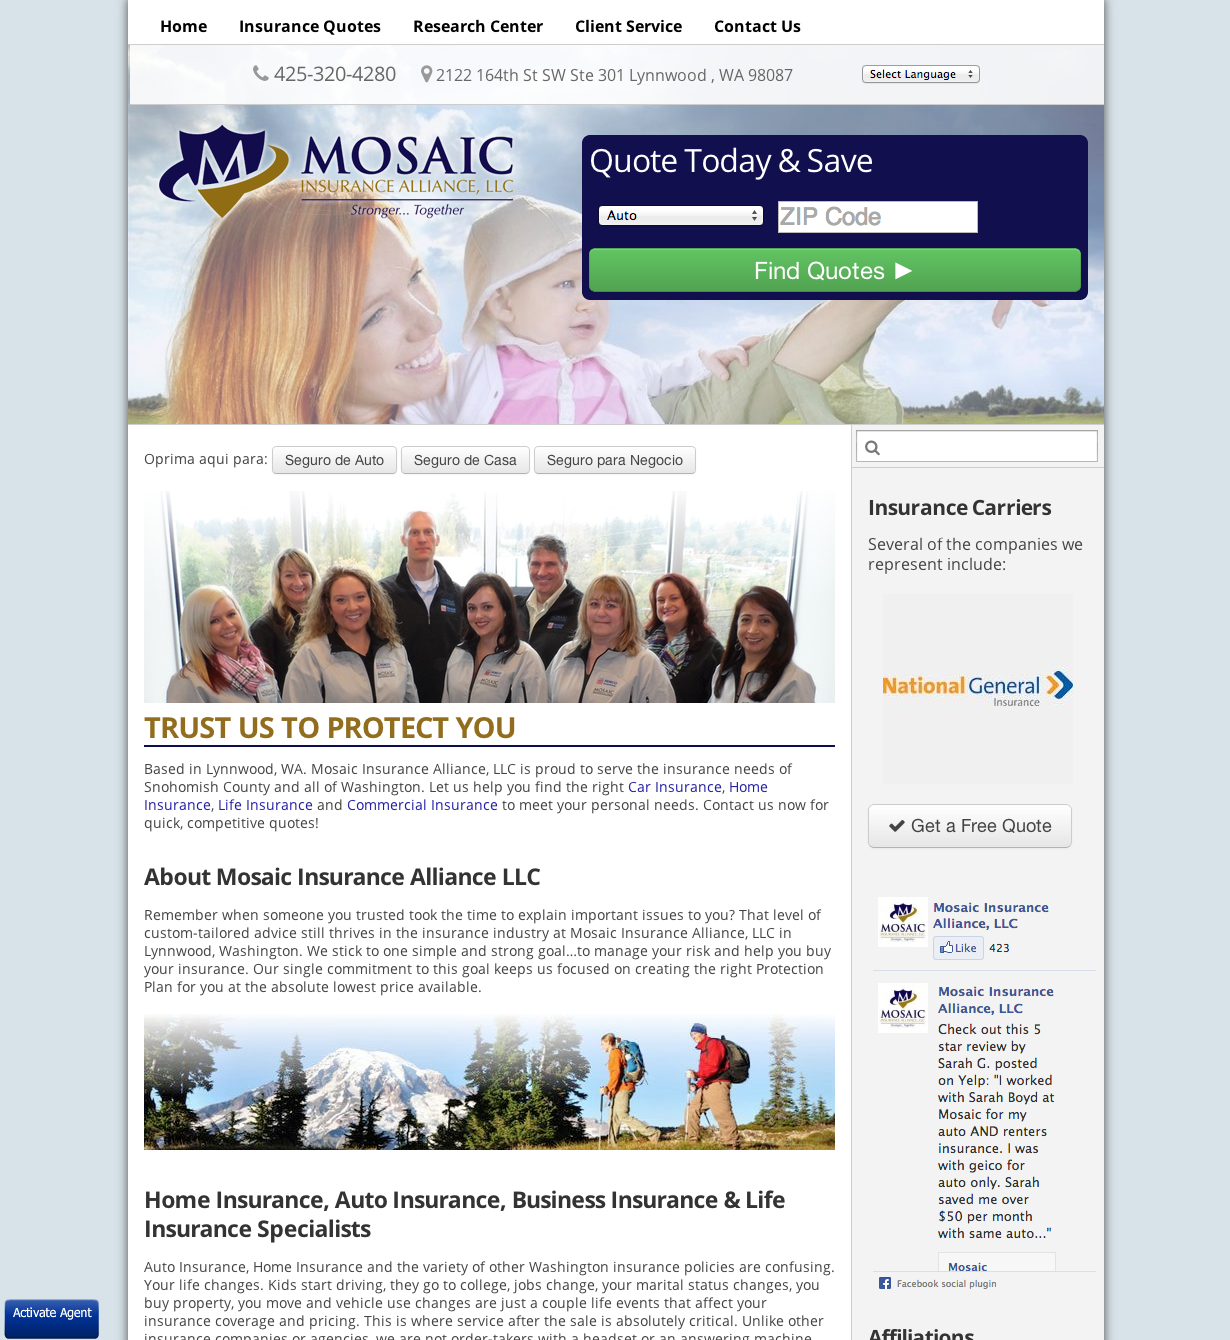 Home Insurance Quotes Research Center Client Service Contact Us
425-320-4280 2122 164th St SW Ste 301 Lynnwood , WA 98087 Select Language
MOSAIC
INSURANCE ALLIANCE, LLC
Stronger... Together
Quote Today & Save
Auto ZIP Code
Find Quotes ►
Oprima aqui para: Seguro de Auto Seguro de Casa Seguro para Negocio
TRUST US TO PROTECT YOU
Based in Lynnwood, WA. Mosaic Insurance Alliance, LLC is proud to serve the insurance needs of
Snohomish County and all of Washington. Let us help you find the right Car Insurance, Home
Insurance, Life Insurance and Commercial Insurance to meet your personal needs. Contact us now for
quick, competitive quotes!
About Mosaic Insurance Alliance LLC
Remember when someone you trusted took the time to explain important issues to you? That level of
custom-tailored advice still thrives in the insurance industry at Mosaic Insurance Alliance, LLC in
Lynnwood, Washington. We stick to one simple and strong goal...to manage your risk and help you buy
your insurance. Our single commitment to this goal keeps us focused on creating the right Protection
Plan for you at the absolute lowest price available.
Home Insurance, Auto Insurance, Business Insurance & Life
Insurance Specialists
Auto Insurance, Home Insurance and the variety of other Washington insurance policies are confusing.
Your life changes. Kids start driving, they go to college, jobs change, your marital status changes, you
buy property, you move and vehicle use changes are just a couple life events that affect your
insurance coverage and pricing. This is where service after the sale is absolutely critical. Unlike other
insurance companies or agencies, we are not order-takers with a headset or an answering machine
Insurance Carriers
Several of the companies we
represent include:
National General
Insurance
Get a Free Quote
MOSAIC
Mosaic Insurance
Alliance, LLC
Like 423
MOSAIC
Mosaic Insurance
Alliance, LLC
Check out this 5
star review by
Sarah G. posted
on Yelp: "I worked
with Sarah Boyd at
Mosaic for my
auto AND renters
insurance. I was
with geico for
auto only. Sarah
saved me over
$50 per month
with same auto..."
Mosaic
Facebook social plugin
Affiliations
Activate Agent